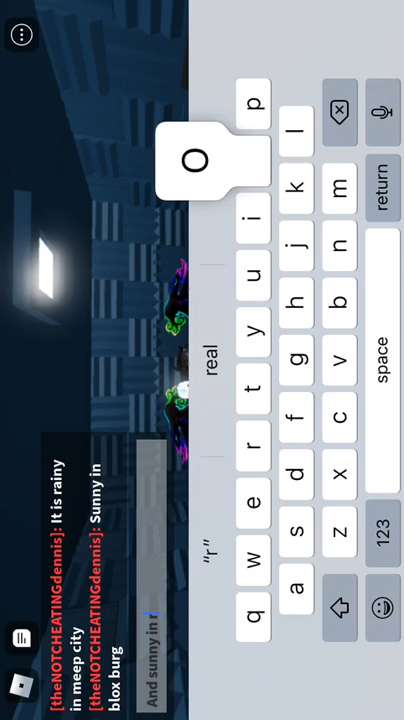 [theNOTCHEATINGdennis]: It is rainy
in meep city
[theNOTCHEATINGdennis]: Sunny in
blox burg
And sunny in r
"r"
real
q w e r t y u i O p
a s d f g h j k l
z x c v b n m
123
space
return